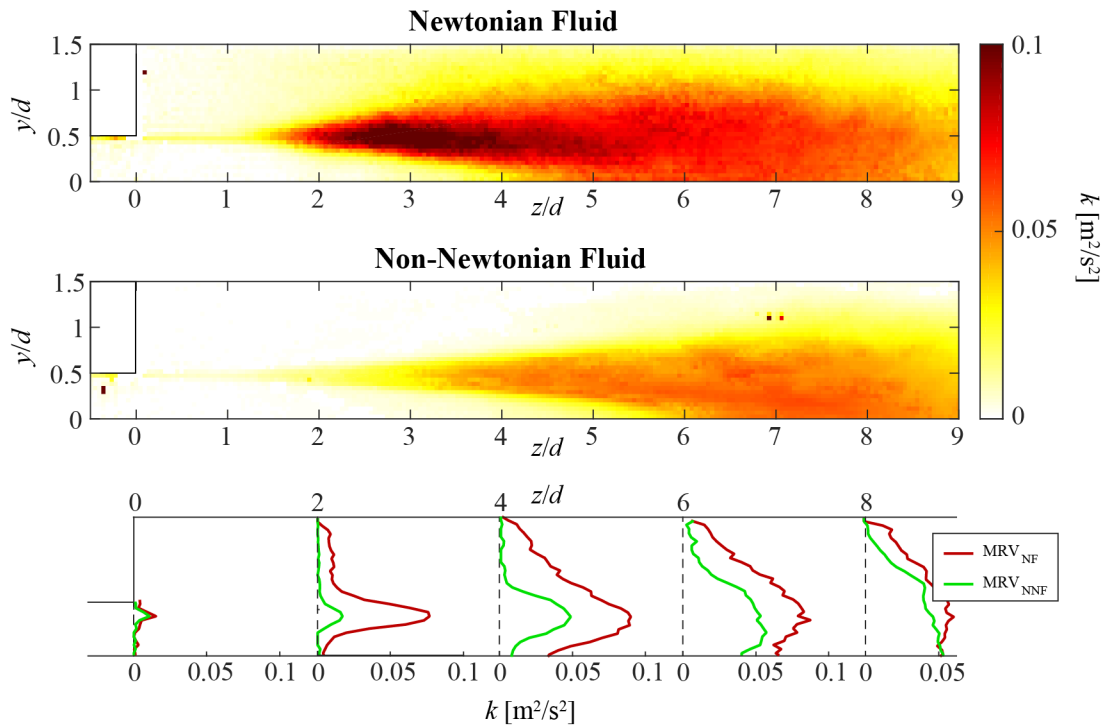 Newtonian Fluid
1.5
1
0.5
0
y/d
0 1 2 3 4 5 6 7 8 9
z/d
0.1
0.05
0
k [m²/s²]
Non-Newtonian Fluid
1.5
1
0.5
0
y/d
0 1 2 3 4 5 6 7 8 9
z/d
0 2 4 z/d 6 8
MRV_NF
MRV_NNF
0 0.05 0.1 0 0.05 0.1 0 0.05 0.1 0 0.05 0.1 0 0.05
k [m²/s²]